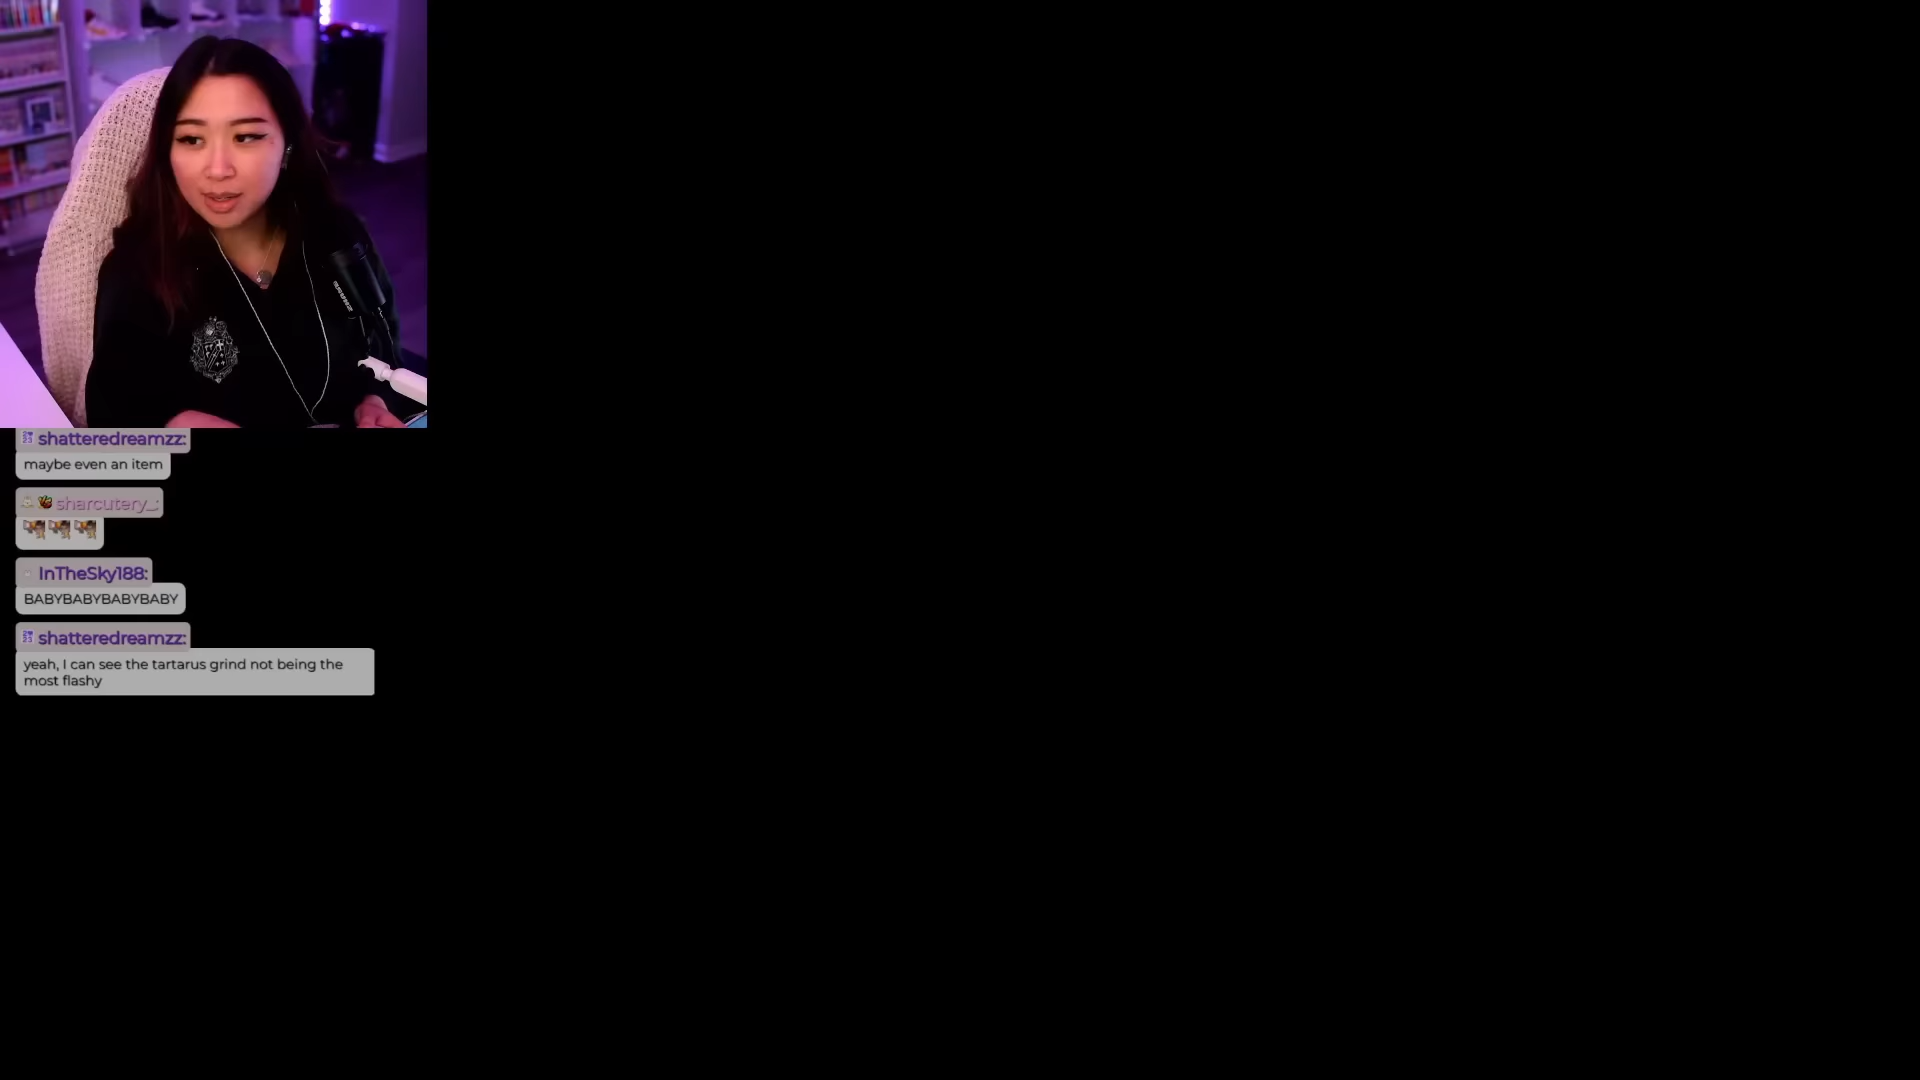 shatteredreamzz:
maybe even an item
sharcutery_:
InTheSky188:
BABYBABYBABYBABY
shatteredreamzz:
yeah, I can see the tartarus grind not being the
most flashy